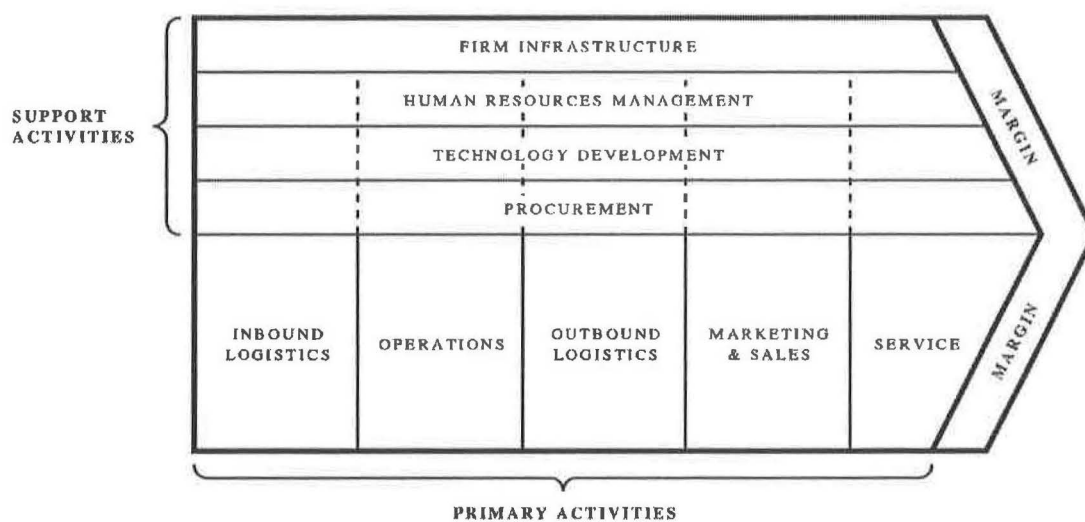 FIRM INFRASTRUCTURE
SUPPORT
ACTIVITIES
HUMAN RESOURCES MANAGEMENT
TECHNOLOGY DEVELOPMENT
PROCUREMENT
MARGIN
INBOUND
LOGISTICS
OPERATIONS
OUTBOUND
LOGISTICS
MARKETING
& SALES
SERVICE
MARGIN
PRIMARY ACTIVITIES